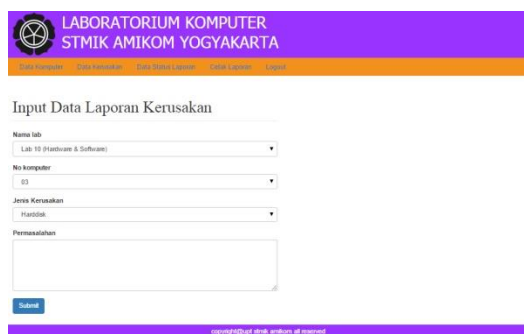 LABORATORIUM KOMPUTER
STMIK AMIKOM YOGYAKARTA
Data Komputer Data Kerusakan Data Status Laporan Cetak Laporan Logout
Input Data Laporan Kerusakan
Nama lab
Lab 10 (Hardware & Software)
No komputer
03
Jenis Kerusakan
Harddisk
Permasalahan
Submit
copyright@upt stmik amikom all reserved